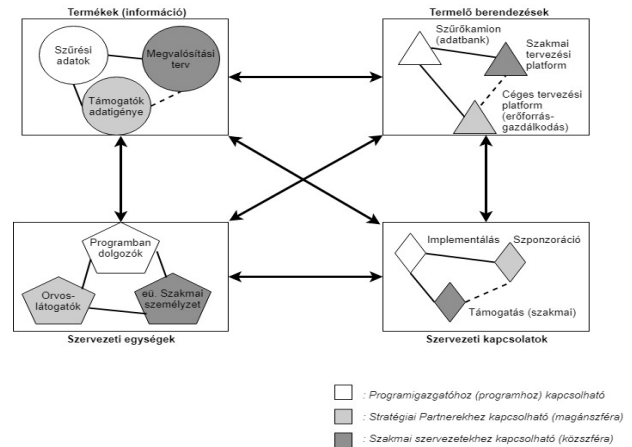 Termékek (információ)
Termelő berendezések
Szűrési
adatok
Megvalósítási
terv
Támogatók
adatigénye
Szűrőkamion
(adatbank)
Szakmai
tervezési
platform
Céges tervezési
platform
(erőforrás-
gazdálkodás)
Programban
dolgozók
Orvos-
látogatók
eü. Szakmai
személyzet
Implementálás
Szponzoráció
Támogatás (szakmai)
Szervezeti egységek
Szervezeti kapcsolatok
: Programigazgatóhoz (programhoz) kapcsolható
: Stratégiai Partnerekhez kapcsolható (magánszféra)
: Szakmai szervezetekhez kapcsolható (közszféra)